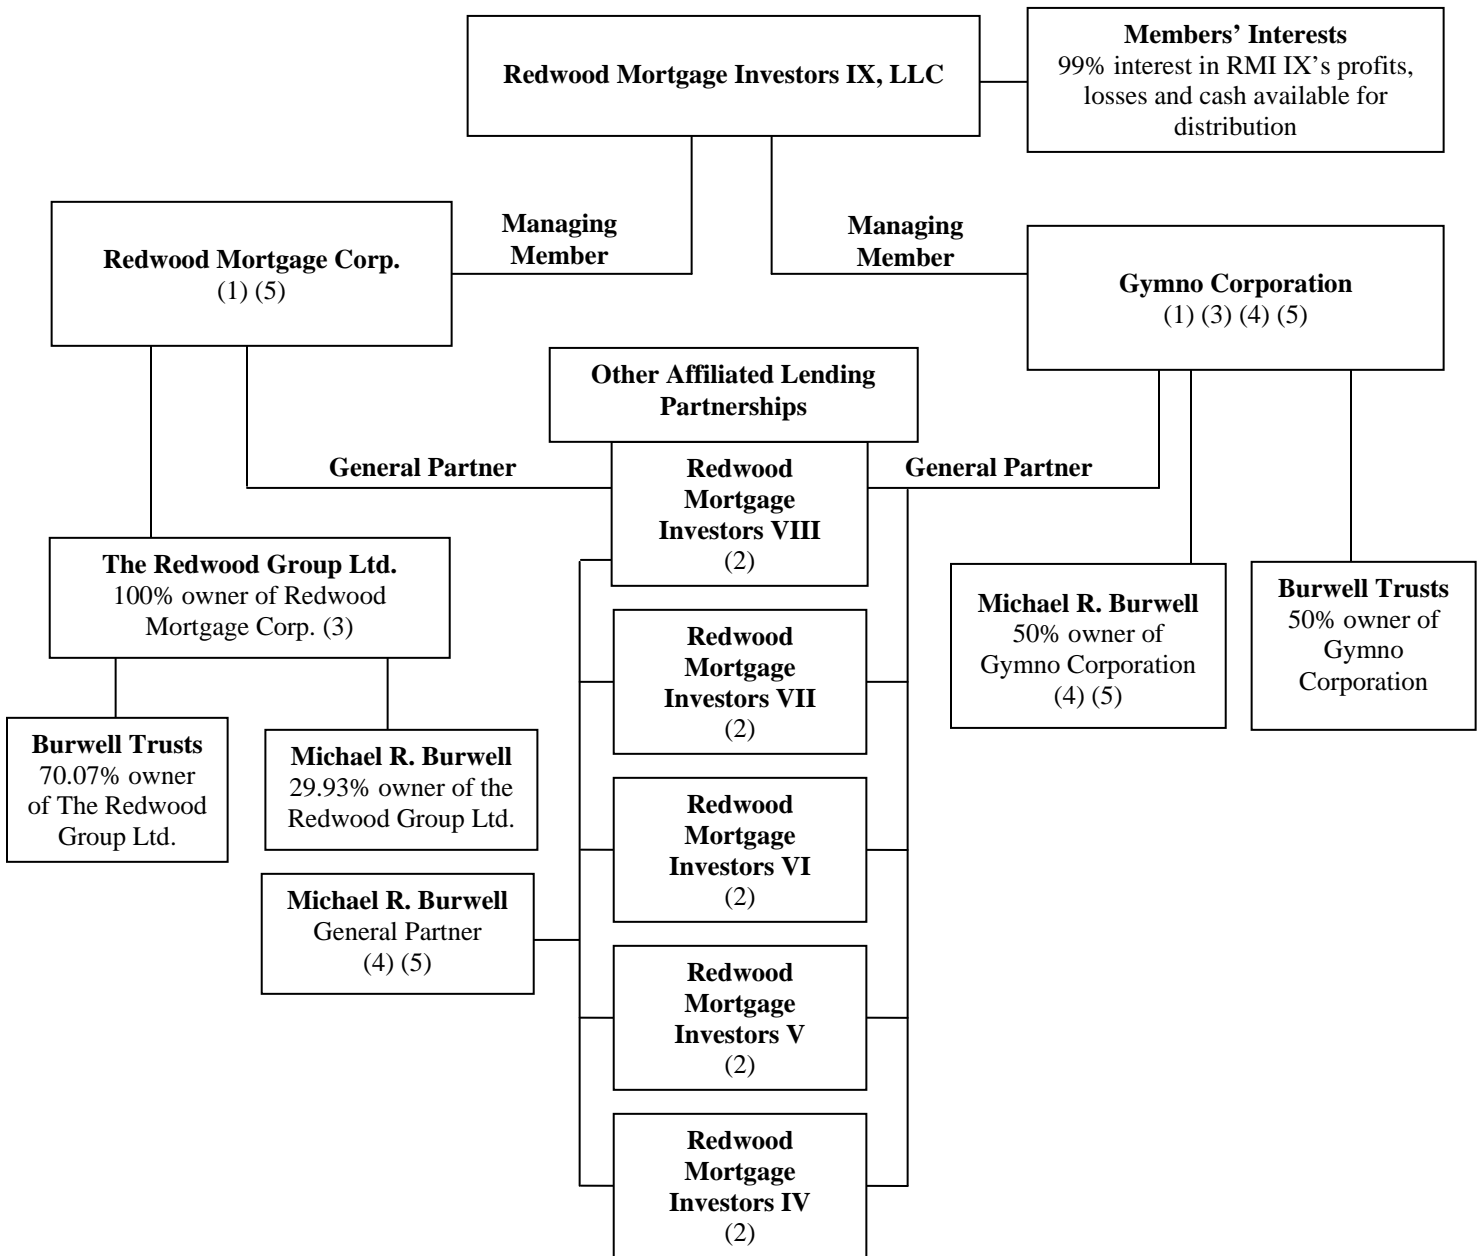 Redwood Mortgage Investors IX, LLC
Members’ Interests
99% interest in RMI IX’s profits,
losses and cash available for
distribution
Managing
Member
Managing
Member
Redwood Mortgage Corp.
(1) (5)
Gymno Corporation
(1) (3) (4) (5)
Other Affiliated Lending
Partnerships
General Partner
Redwood
Mortgage
Investors VIII
(2)
General Partner
The Redwood Group Ltd.
100% owner of Redwood
Mortgage Corp. (3)
Michael R. Burwell
50% owner of
Gymno Corporation
(4) (5)
Burwell Trusts
50% owner of
Gymno
Corporation
Redwood
Mortgage
Investors VII
(2)
Burwell Trusts
70.07% owner
of The Redwood
Group Ltd.
Michael R. Burwell
29.93% owner of the
Redwood Group Ltd.
Redwood
Mortgage
Investors VI
(2)
Michael R. Burwell
General Partner
(4) (5)
Redwood
Mortgage
Investors V
(2)
Redwood
Mortgage
Investors IV
(2)